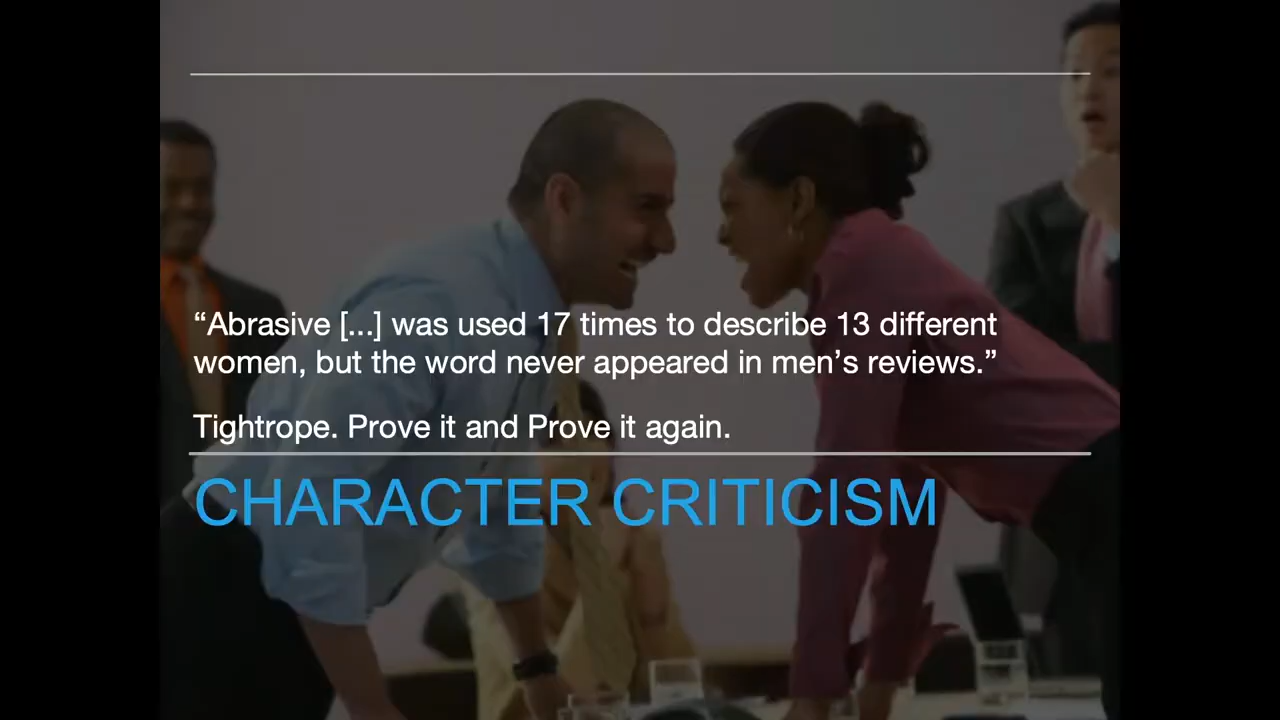 “Abrasive [...] was used 17 times to describe 13 different
women, but the word never appeared in men’s reviews.”
Tightrope. Prove it and Prove it again.
CHARACTER CRITICISM